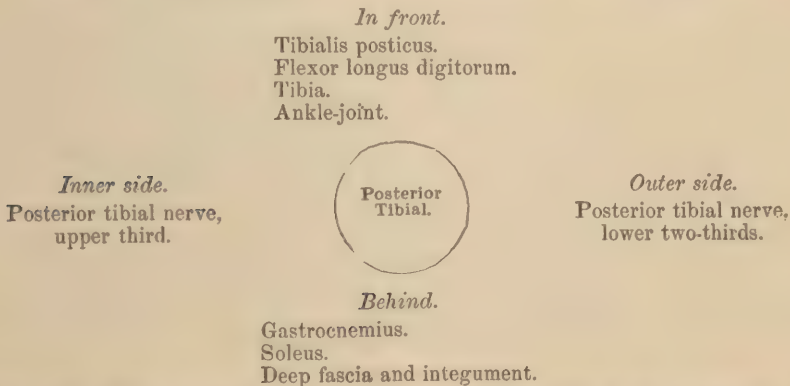 In front.
Tibialis posticus.
Flexor longus digitorum.
Tibia.
Ankle-joint.
Inner side.
Posterior tibial nerve,
upper third.
Posterior
Tibial.
Outer side.
Posterior tibial nerve,
lower two-thirds.
Behind.
Gastrocnemius.
Soleus.
Deep fascia and integument.